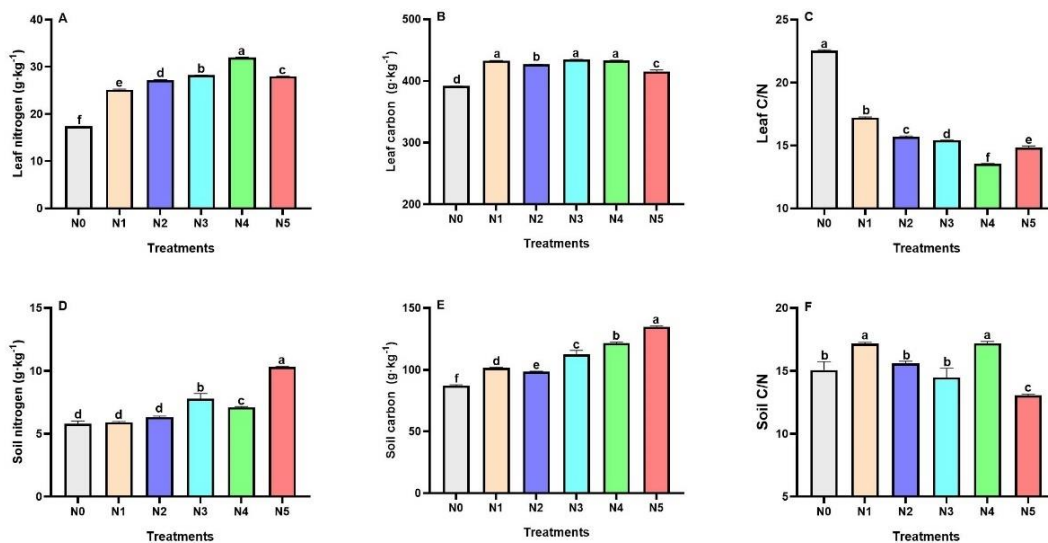 A
Leaf nitrogen (g·kg⁻¹)
40
30
20
10
0
f
e
d
b
a
c
N0 N1 N2 N3 N4 N5
Treatments
B
Leaf carbon (g·kg⁻¹)
500
400
300
200
d
a
b
a
a
c
N0 N1 N2 N3 N4 N5
Treatments
C
Leaf C/N
25
20
15
10
a
b
c
d
f
e
N0 N1 N2 N3 N4 N5
Treatments
D
Soil nitrogen (g·kg⁻¹)
15
10
5
0
d
d
d
b
c
a
N0 N1 N2 N3 N4 N5
Treatments
E
Soil carbon (g·kg⁻¹)
150
100
50
0
f
d
e
c
b
a
N0 N1 N2 N3 N4 N5
Treatments
F
Soil C/N
20
15
10
5
b
a
b
b
a
c
N0 N1 N2 N3 N4 N5
Treatments